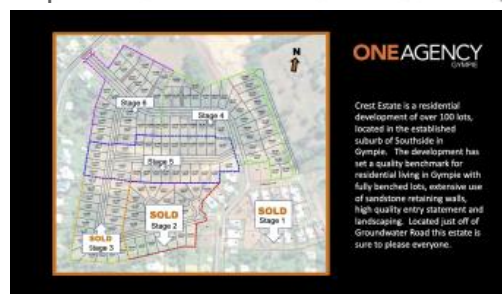 N
ONEAGENCY
GYMPIE
Stage 6
Stage 4
Stage 5
SOLD
Stage 2
SOLD
Stage 1
SOLD
Stage 3
Crest Estate is a residential
development of over 100 lots,
located in the established
suburb of Southside in
Gympie. The development has
set a quality benchmark for
residential living in Gympie with
fully benched lots, extensive use
of sandstone retaining walls,
high quality entry statement and
landscaping. Located just off of
Groundwater Road this estate is
sure to please everyone.